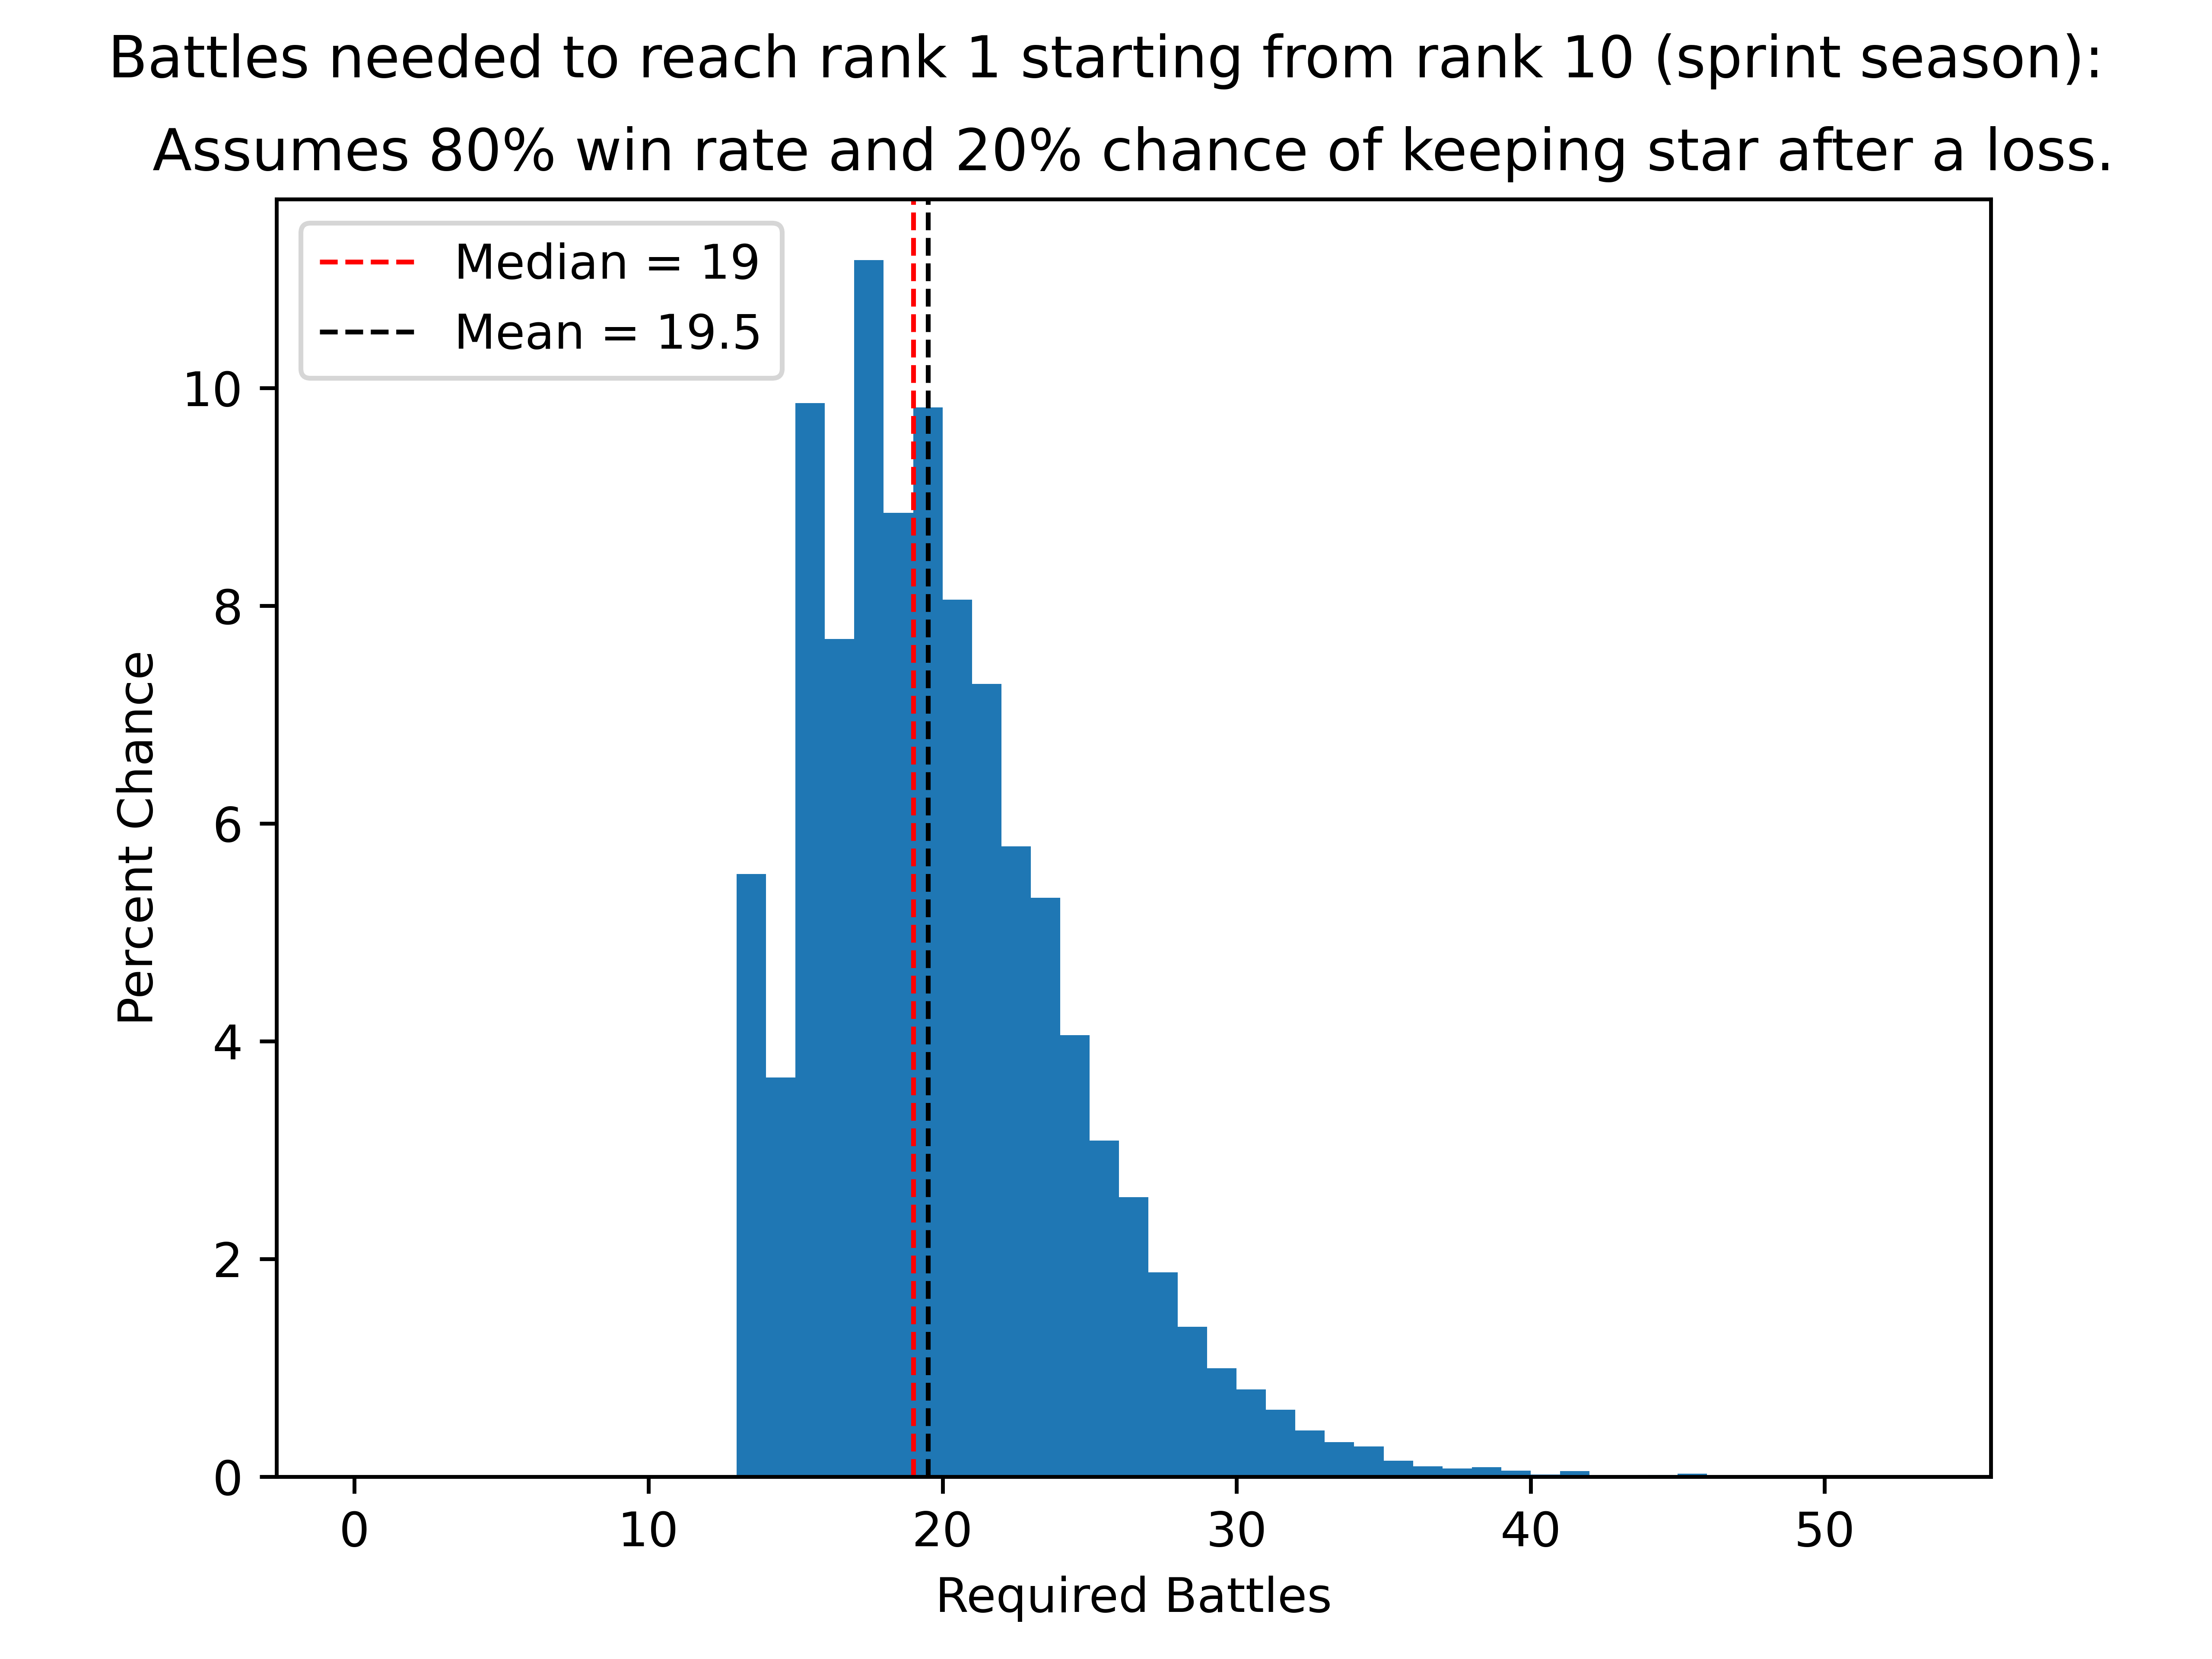 Battles needed to reach rank 1 starting from rank 10 (sprint season):
Assumes 80% win rate and 20% chance of keeping star after a loss.
Median = 19
Mean = 19.5
10
8
6
4
2
0
Percent Chance
0 10 20 30 40 50
Required Battles